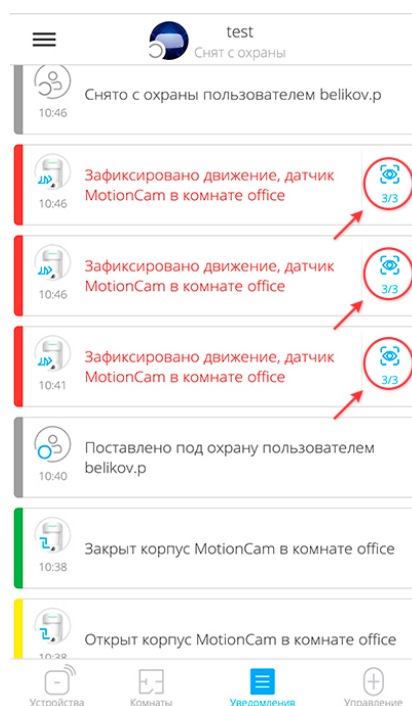 test
Снят с охраны
Снято с охраны пользователем belikov.p
10:46
Зафиксировано движение, датчик
MotionCam в комнате office
10:46
3/3
Зафиксировано движение, датчик
MotionCam в комнате office
10:46
3/3
Зафиксировано движение, датчик
MotionCam в комнате office
10:41
3/3
Поставлено под охрану пользователем
belikov.p
10:40
Закрыт корпус MotionCam в комнате office
10:38
Открыт корпус MotionCam в комнате office
10:38
Устройства
Комнаты
Уведомления
Управление